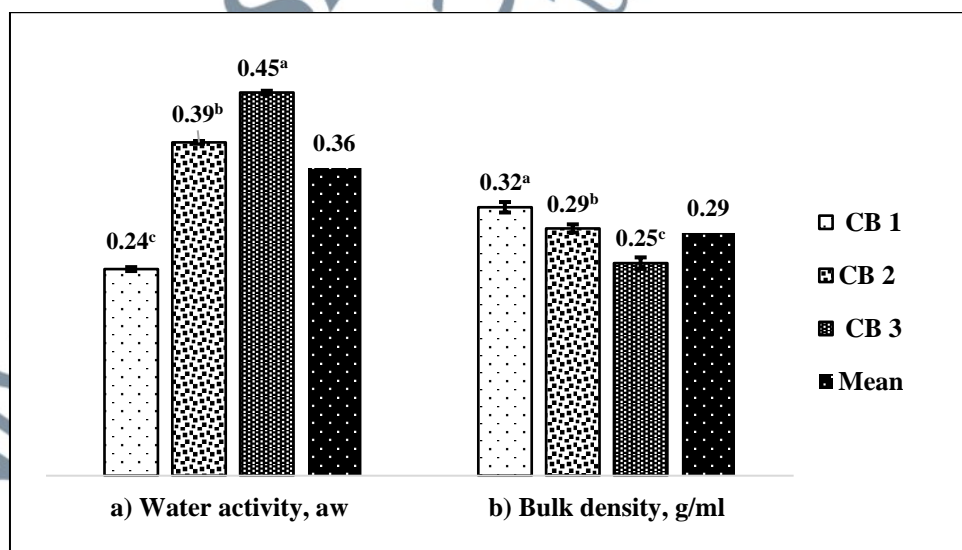 0.45ᵃ
0.39ᵇ
0.36
0.24ᶜ
0.32ᵃ
0.29ᵇ
0.25ᶜ
0.29
CB 1
CB 2
CB 3
Mean
a) Water activity, aw
b) Bulk density, g/ml